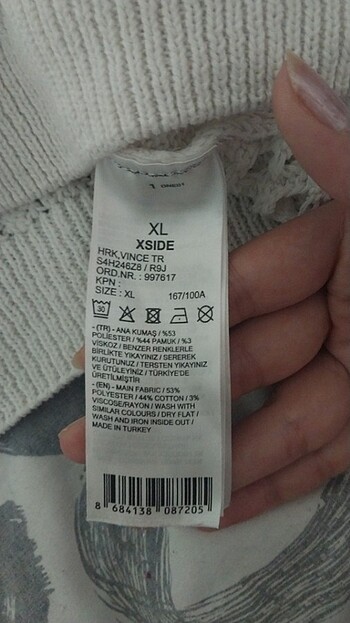 XL
XSIDE
HRK,VINCE TR
S4H246Z8 / R9J
ORD.NR. : 997617
KPN :
SIZE : XL 167/100A
30
- (TR) - ANA KUMAŞ / %53
POLİESTER / %44 PAMUK / %3
VİSKOZ / BENZER RENKLERLE
BİRLİKTE YIKAYINIZ / SEREREK
KURUTUNUZ / TERSTEN YIKAYINIZ
VE ÜTÜLEYİNİZ / TÜRKİYE'DE
ÜRETİLMİŞTİR
- (EN) - MAIN FABRIC / 53%
POLYESTER / 44% COTTON / 3%
VISCOSE/RAYON / WASH WITH
SIMILAR COLOURS / DRY FLAT /
WASH AND IRON INSIDE OUT /
MADE IN TURKEY
8 684138 087205